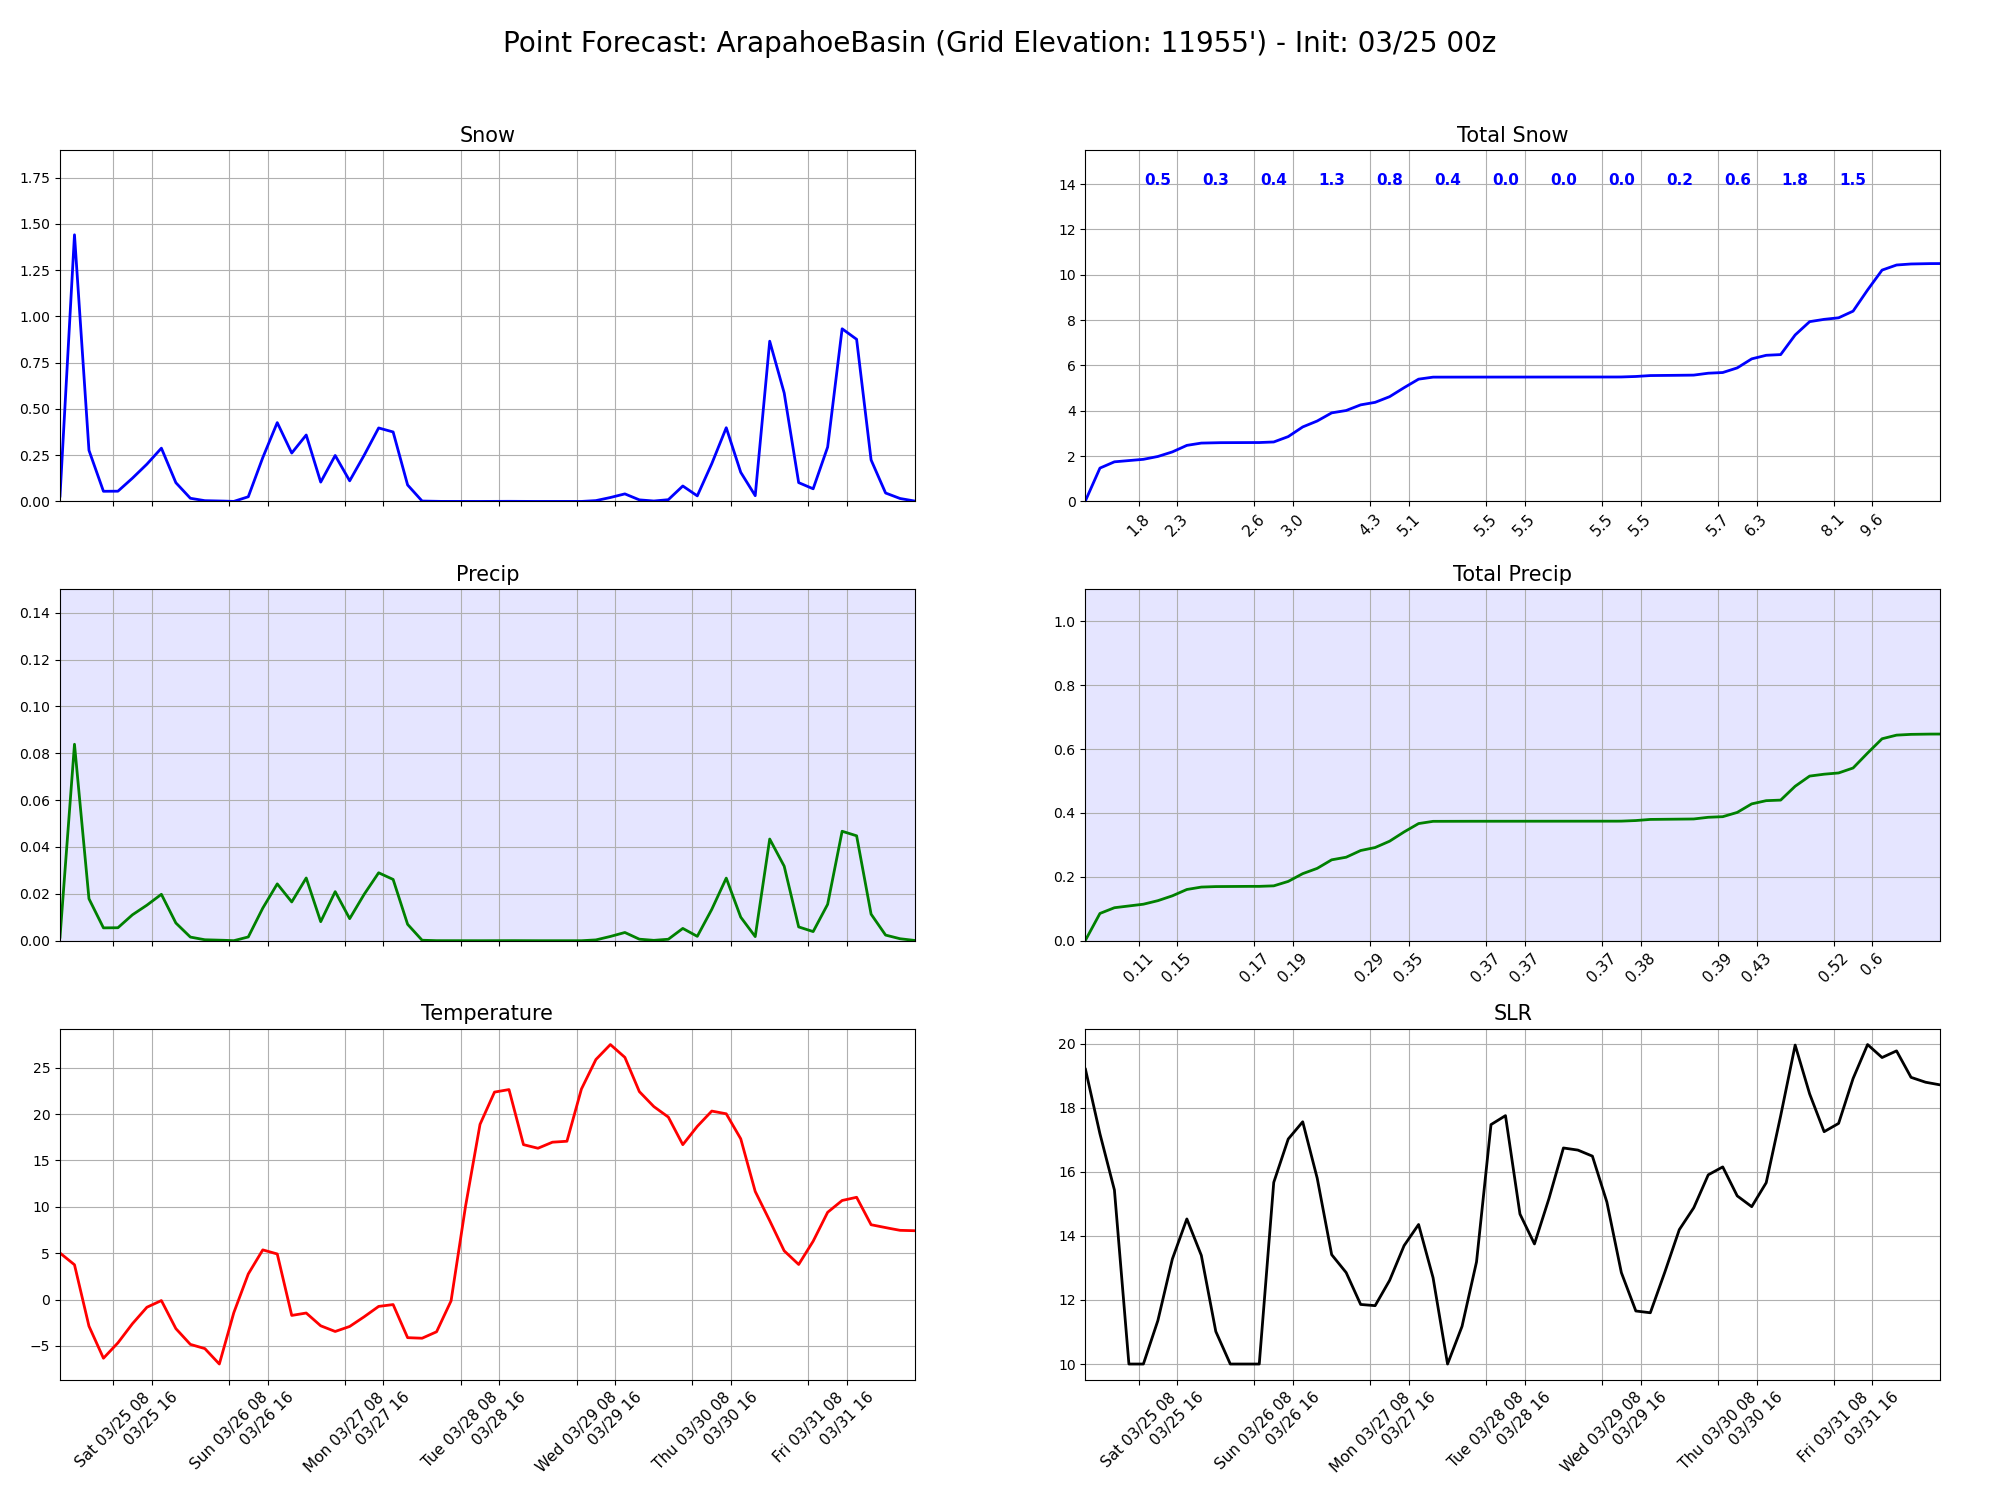 Point Forecast: ArapahoeBasin (Grid Elevation: 11955') - Init: 03/25 00z
Snow
1.75
1.50
1.25
1.00
0.75
0.50
0.25
0.00
Total Snow
0.5 0.3 0.4 1.3 0.8 0.4 0.0 0.0 0.0 0.2 0.6 1.8 1.5
14
12
10
8
6
4
2
0
1.8 2.3 2.6 3.0 4.3 5.1 5.5 5.5 5.5 5.5 5.7 6.3 8.1 9.6
Precip
0.14
0.12
0.10
0.08
0.06
0.04
0.02
0.00
Total Precip
1.0
0.8
0.6
0.4
0.2
0.0
0.11 0.15 0.17 0.19 0.29 0.35 0.37 0.37 0.37 0.38 0.39 0.43 0.52 0.6
Temperature
25
20
15
10
5
0
−5
Sat 03/25 08
03/25 16
Sun 03/26 08
03/26 16
Mon 03/27 08
03/27 16
Tue 03/28 08
03/28 16
Wed 03/29 08
03/29 16
Thu 03/30 08
03/30 16
Fri 03/31 08
03/31 16
SLR
20
18
16
14
12
10
Sat 03/25 08
03/25 16
Sun 03/26 08
03/26 16
Mon 03/27 08
03/27 16
Tue 03/28 08
03/28 16
Wed 03/29 08
03/29 16
Thu 03/30 08
03/30 16
Fri 03/31 08
03/31 16